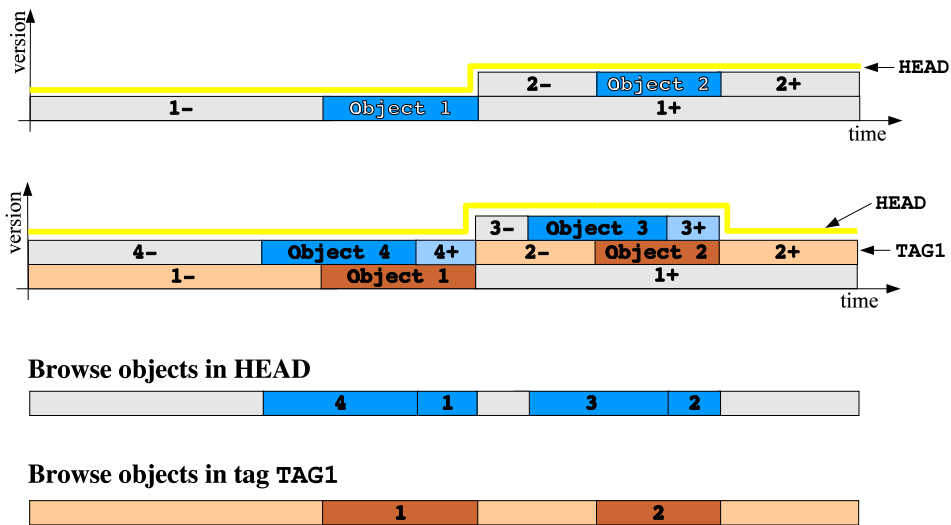 version
HEAD
2- Object 2 2+
1- Object 1 1+
time
version
HEAD
3- Object 3 3+
4- Object 4 4+ 2- Object 2 2+ TAG1
1- Object 1 1+
time
Browse objects in HEAD
4 1 3 2
Browse objects in tag TAG1
1 2